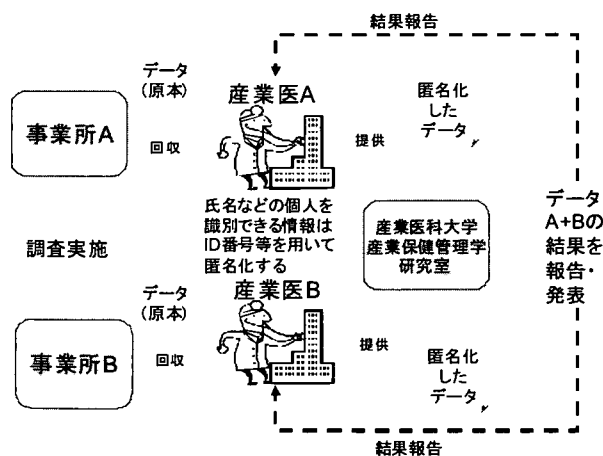 結果報告
データ
(原本)
産業医A
匿名化
した
データ
事業所A
回収
提供
氏名などの個人を
識別できる情報は
ID番号等を用いて
匿名化する
調査実施
産業医科大学
産業保健管理学
研究室
データ
A+Bの
結果を
報告・
発表
データ
(原本)
産業医B
事業所B
回収
提供
匿名化
した
データ
結果報告